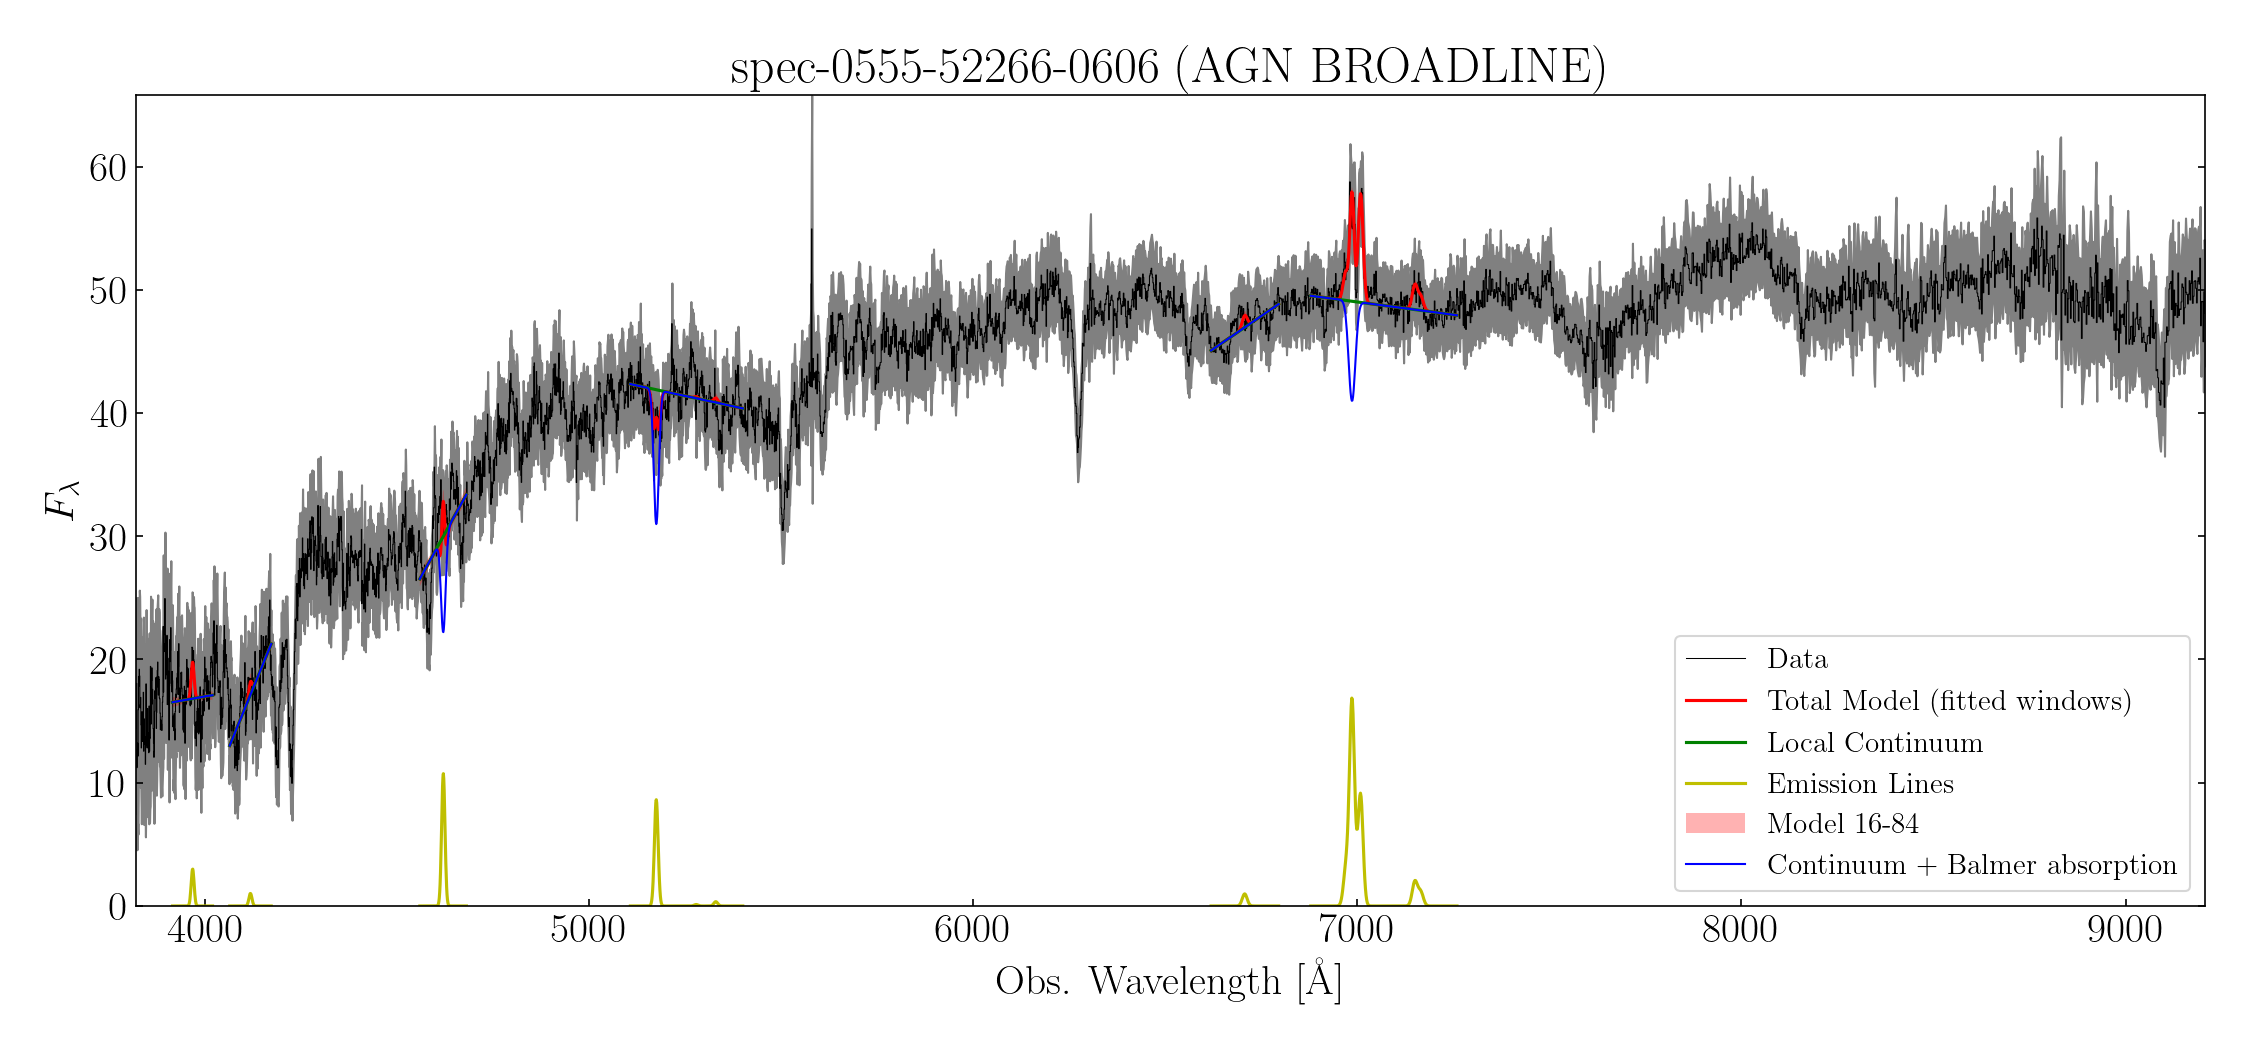 spec-0555-52266-0606 (AGN BROADLINE)
60
50
40
30
20
10
0
F_λ
4000 5000 6000 7000 8000 9000
Obs. Wavelength [Å]
Data
Total Model (fitted windows)
Local Continuum
Emission Lines
Model 16-84
Continuum + Balmer absorption